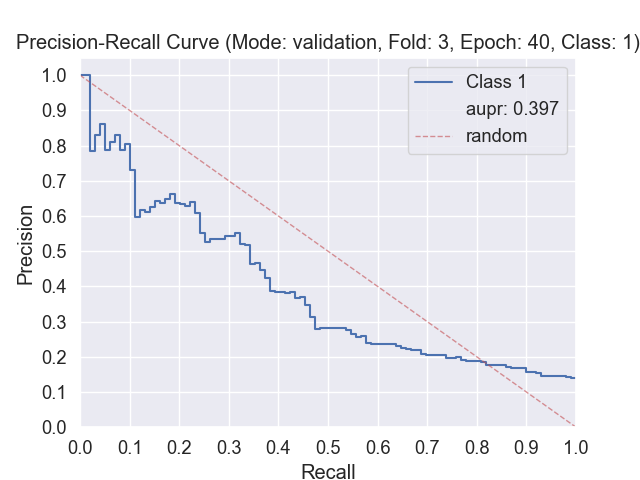 Precision-Recall Curve (Mode: validation, Fold: 3, Epoch: 40, Class: 1)
Class 1
aupr: 0.397
random
Precision
1.0
0.9
0.8
0.7
0.6
0.5
0.4
0.3
0.2
0.1
0.0
0.0 0.1 0.2 0.3 0.4 0.5 0.6 0.7 0.8 0.9 1.0
Recall